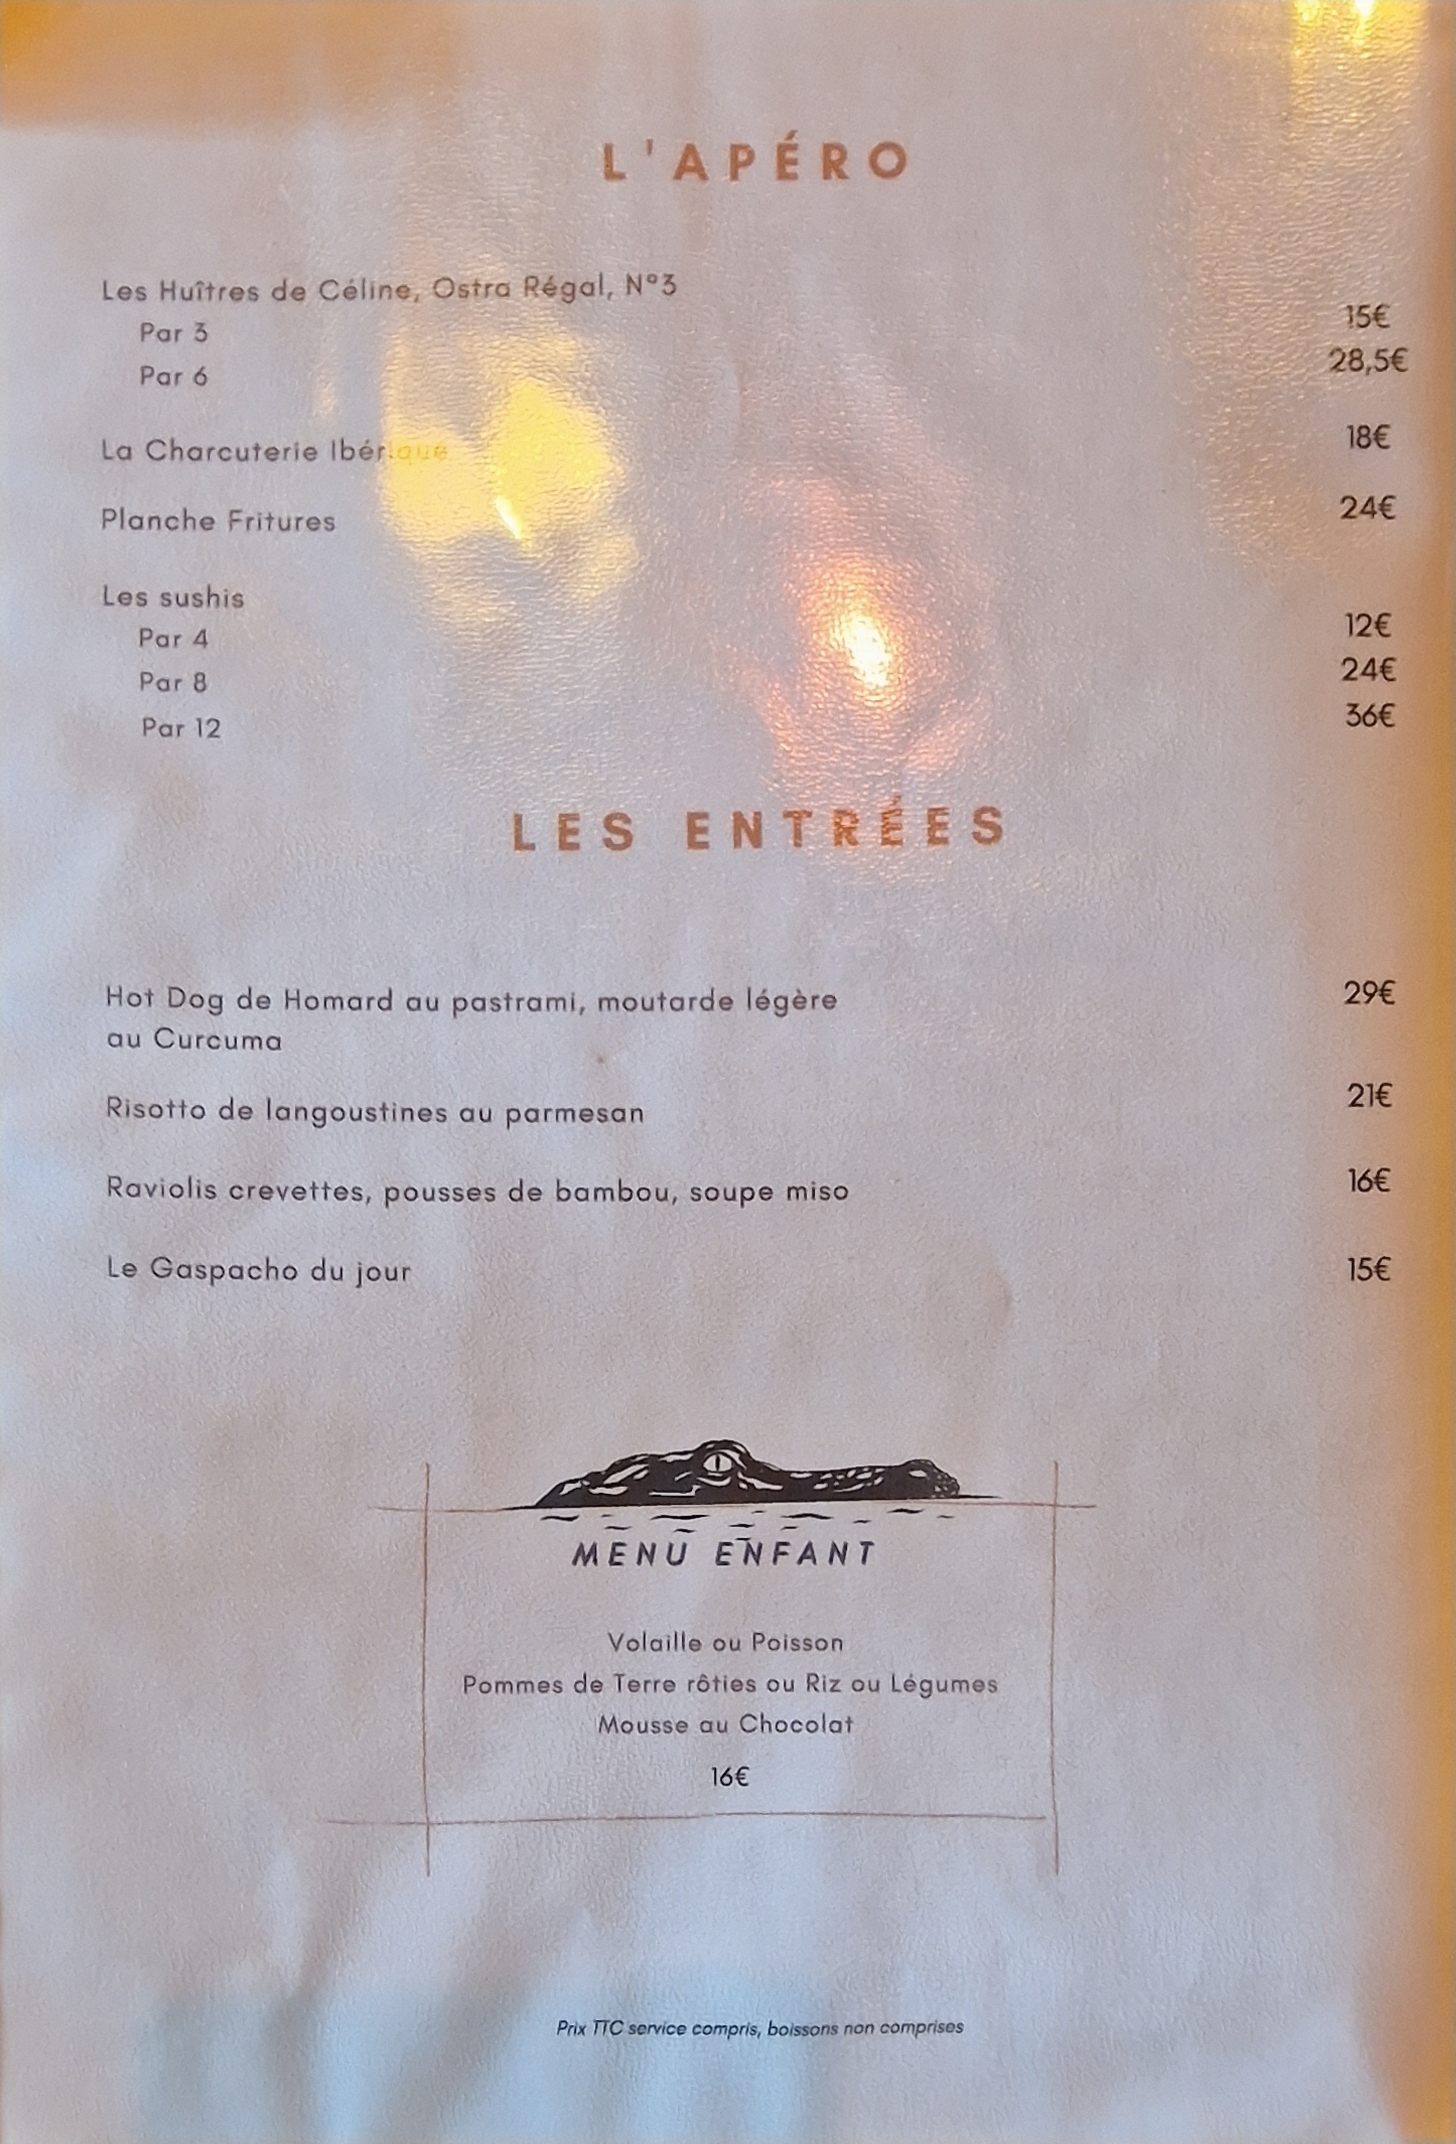 L'APÉRO
Les Huîtres de Céline, Ostra Régal, N°3
Par 3 15€
Par 6 28,5€
La Charcuterie Ibérique 18€
Planche Fritures 24€
Les sushis
Par 4 12€
Par 8 24€
Par 12 36€
LES ENTRÉES
Hot Dog de Homard au pastrami, moutarde légère 29€
au Curcuma
Risotto de langoustines au parmesan 21€
Raviolis crevettes, pousses de bambou, soupe miso 16€
Le Gaspacho du jour 15€
MENU ENFANT
Volaille ou Poisson
Pommes de Terre rôties ou Riz ou Légumes
Mousse au Chocolat
16€
Prix TTC service compris, boissons non comprises